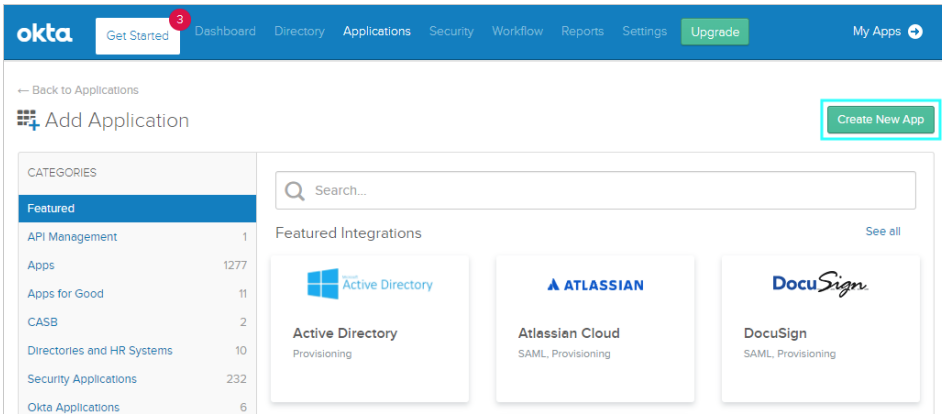 okta Get Started 3 Dashboard Directory Applications Security Workflow Reports Settings Upgrade My Apps
← Back to Applications
Add Application
Create New App
CATEGORIES
Featured
API Management 1
Apps 1277
Apps for Good 11
CASB 2
Directories and HR Systems 10
Security Applications 232
Okta Applications 6
Search...
Featured Integrations See all
Microsoft
Active Directory
Active Directory
Provisioning
ATLASSIAN
Atlassian Cloud
SAML, Provisioning
DocuSign
DocuSign
SAML, Provisioning